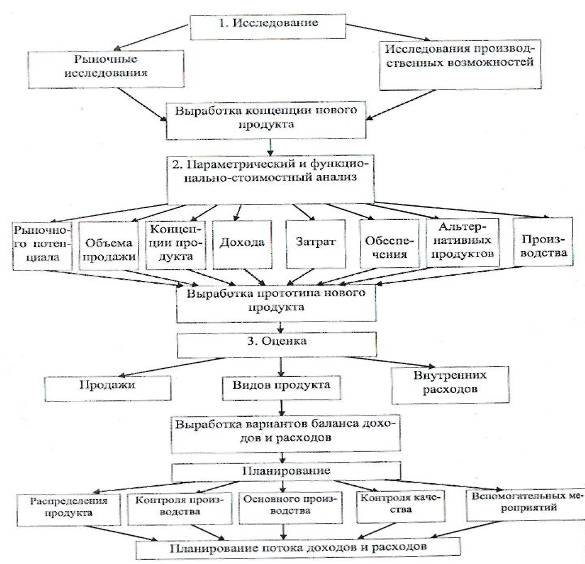 1. Исследование
Рыночные
исследования
Исследования производ-
ственных возможностей
Выработка концепции нового
продукта
2. Параметрический и функцио-
нально-стоимостный анализ
Рыночно-
го потен-
циала
Объема
продажи
Концеп-
ции про-
дукта
Дохода
Затрат
Обеспе-
чения
Альтер-
нативных
продуктов
Произ-
водства
Выработка прототипа нового
продукта
3. Оценка
Продажи
Видов продукта
Внутренних
расходов
Выработка вариантов баланса дохо-
дов и расходов
Планирование
Распределения
продукта
Контроля произ-
водства
Основного произ-
водства
Контроля качe-
ства
Вспомогательных ме-
роприятий
Планирование потока доходов и расходов